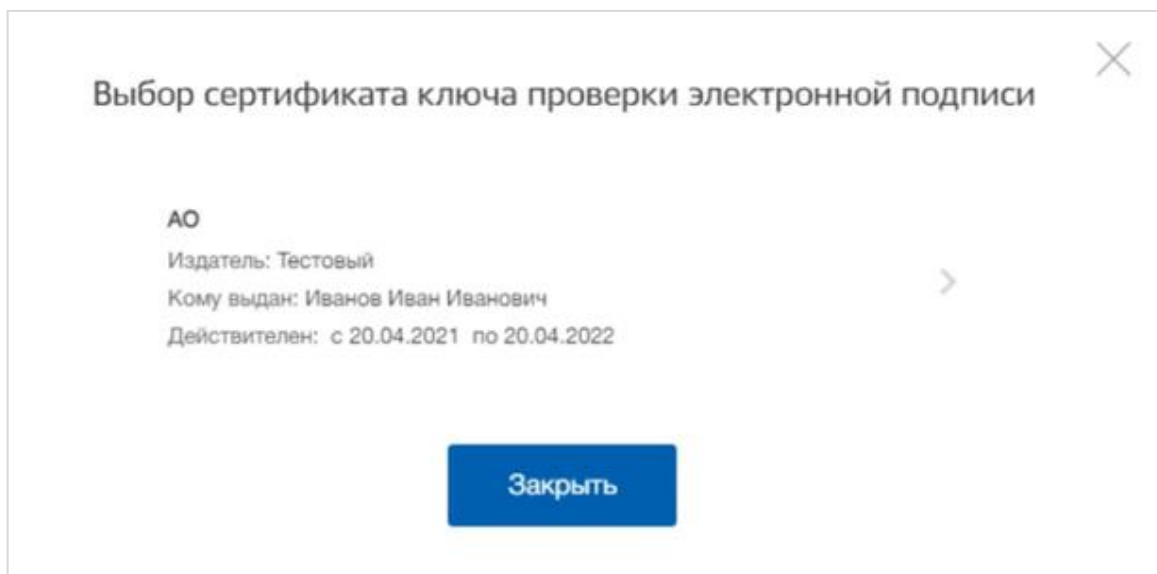 Выбор сертификата ключа проверки электронной подписи
АО
Издатель: Тестовый
Кому выдан: Иванов Иван Иванович
Действителен: с 20.04.2021 по 20.04.2022
Закрыть